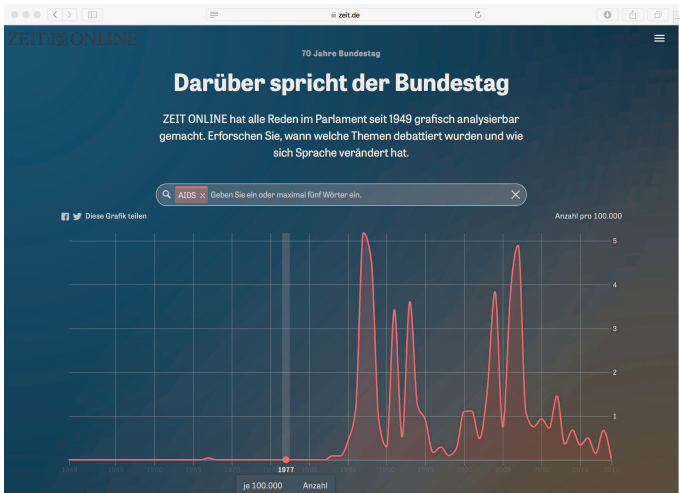 zeit.de
ZEIT ONLINE
70 Jahre Bundestag
Darüber spricht der Bundestag
ZEIT ONLINE hat alle Reden im Parlament seit 1949 grafisch analysierbar
gemacht. Erforschen Sie, wann welche Themen debattiert wurden und wie
sich Sprache verändert hat.
AIDS × Geben Sie ein oder maximal fünf Wörter ein.
Diese Grafik teilen
Anzahl pro 100.000
5
4
3
2
1
1977
je 100.000 Anzahl